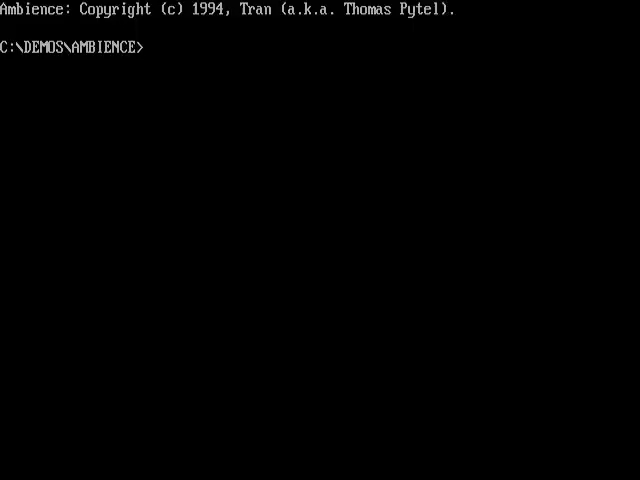 Ambience: Copyright (c) 1994, Tran (a.k.a. Thomas Pytel).
C:\DEMOS\AMBIENCE>